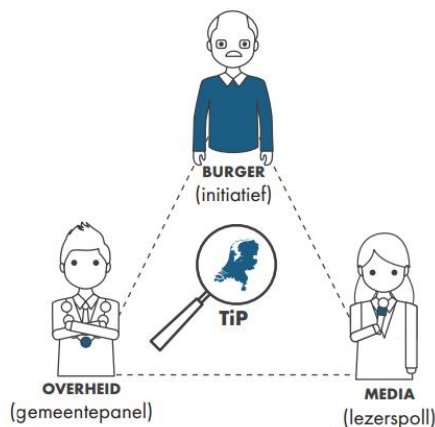 BURGER
(initiatief)
TiP
OVERHEID
(gemeentepanel)
MEDIA
(lezerspoll)